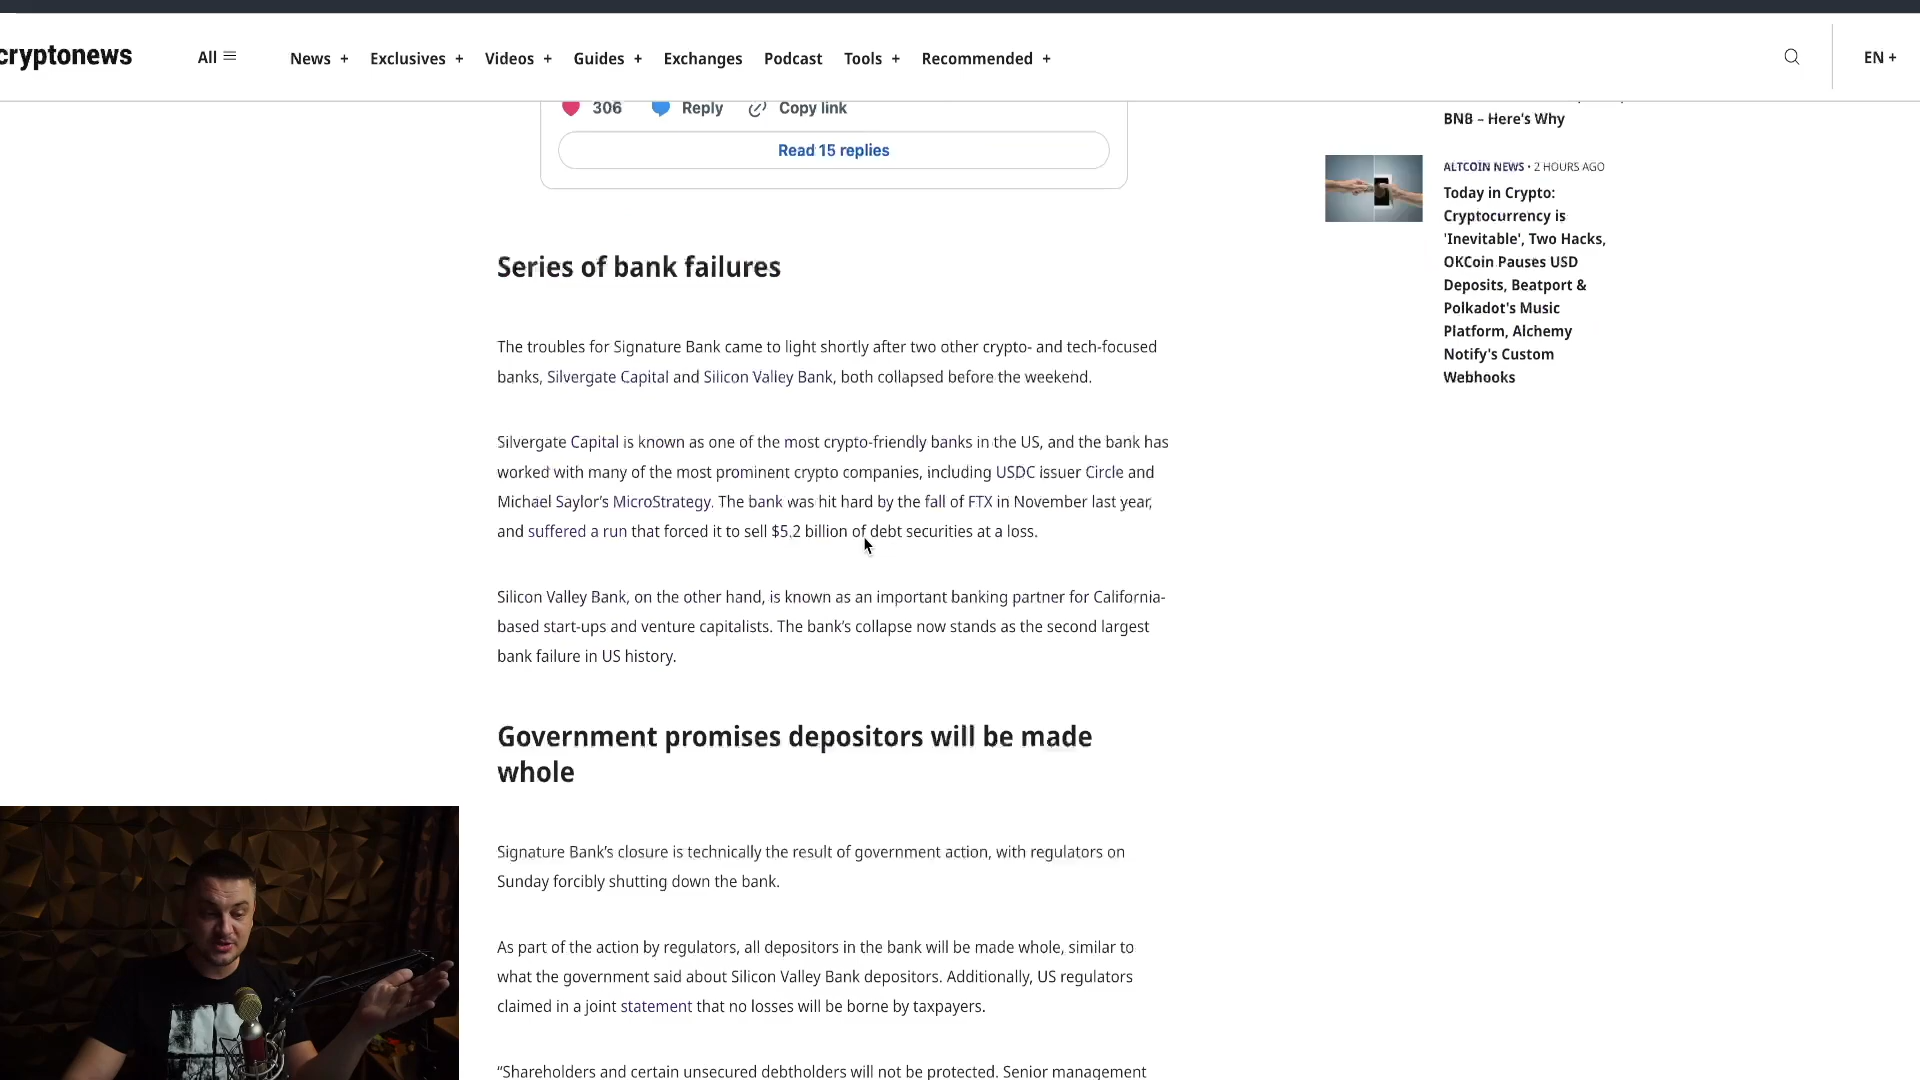 cryptonews
All
News +
Exclusives +
Videos +
Guides +
Exchanges
Podcast
Tools +
Recommended +
EN +
306
Reply
Copy link
Read 15 replies
Series of bank failures
The troubles for Signature Bank came to light shortly after two other crypto- and tech-focused
banks, Silvergate Capital and Silicon Valley Bank, both collapsed before the weekend.
Silvergate Capital is known as one of the most crypto-friendly banks in the US, and the bank has
worked with many of the most prominent crypto companies, including USDC issuer Circle and
Michael Saylor’s MicroStrategy. The bank was hit hard by the fall of FTX in November last year,
and suffered a run that forced it to sell $5.2 billion of debt securities at a loss.
Silicon Valley Bank, on the other hand, is known as an important banking partner for California-
based start-ups and venture capitalists. The bank’s collapse now stands as the second largest
bank failure in US history.
Government promises depositors will be made
whole
Signature Bank’s closure is technically the result of government action, with regulators on
Sunday forcibly shutting down the bank.
As part of the action by regulators, all depositors in the bank will be made whole, similar to
what the government said about Silicon Valley Bank depositors. Additionally, US regulators
claimed in a joint statement that no losses will be borne by taxpayers.
“Shareholders and certain unsecured debtholders will not be protected. Senior management
BNB – Here's Why
ALTCOIN NEWS • 2 HOURS AGO
Today in Crypto:
Cryptocurrency is
'Inevitable', Two Hacks,
OKCoin Pauses USD
Deposits, Beatport &
Polkadot's Music
Platform, Alchemy
Notify's Custom
Webhooks